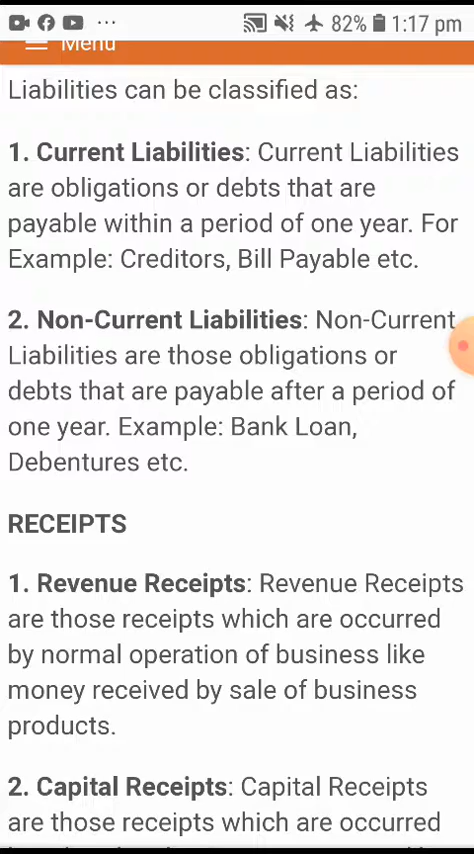 82% 1:17 pm
Menu
Liabilities can be classified as:
1. Current Liabilities: Current Liabilities
are obligations or debts that are
payable within a period of one year. For
Example: Creditors, Bill Payable etc.
2. Non-Current Liabilities: Non-Current
Liabilities are those obligations or
debts that are payable after a period of
one year. Example: Bank Loan,
Debentures etc.
RECEIPTS
1. Revenue Receipts: Revenue Receipts
are those receipts which are occurred
by normal operation of business like
money received by sale of business
products.
2. Capital Receipts: Capital Receipts
are those receipts which are occurred